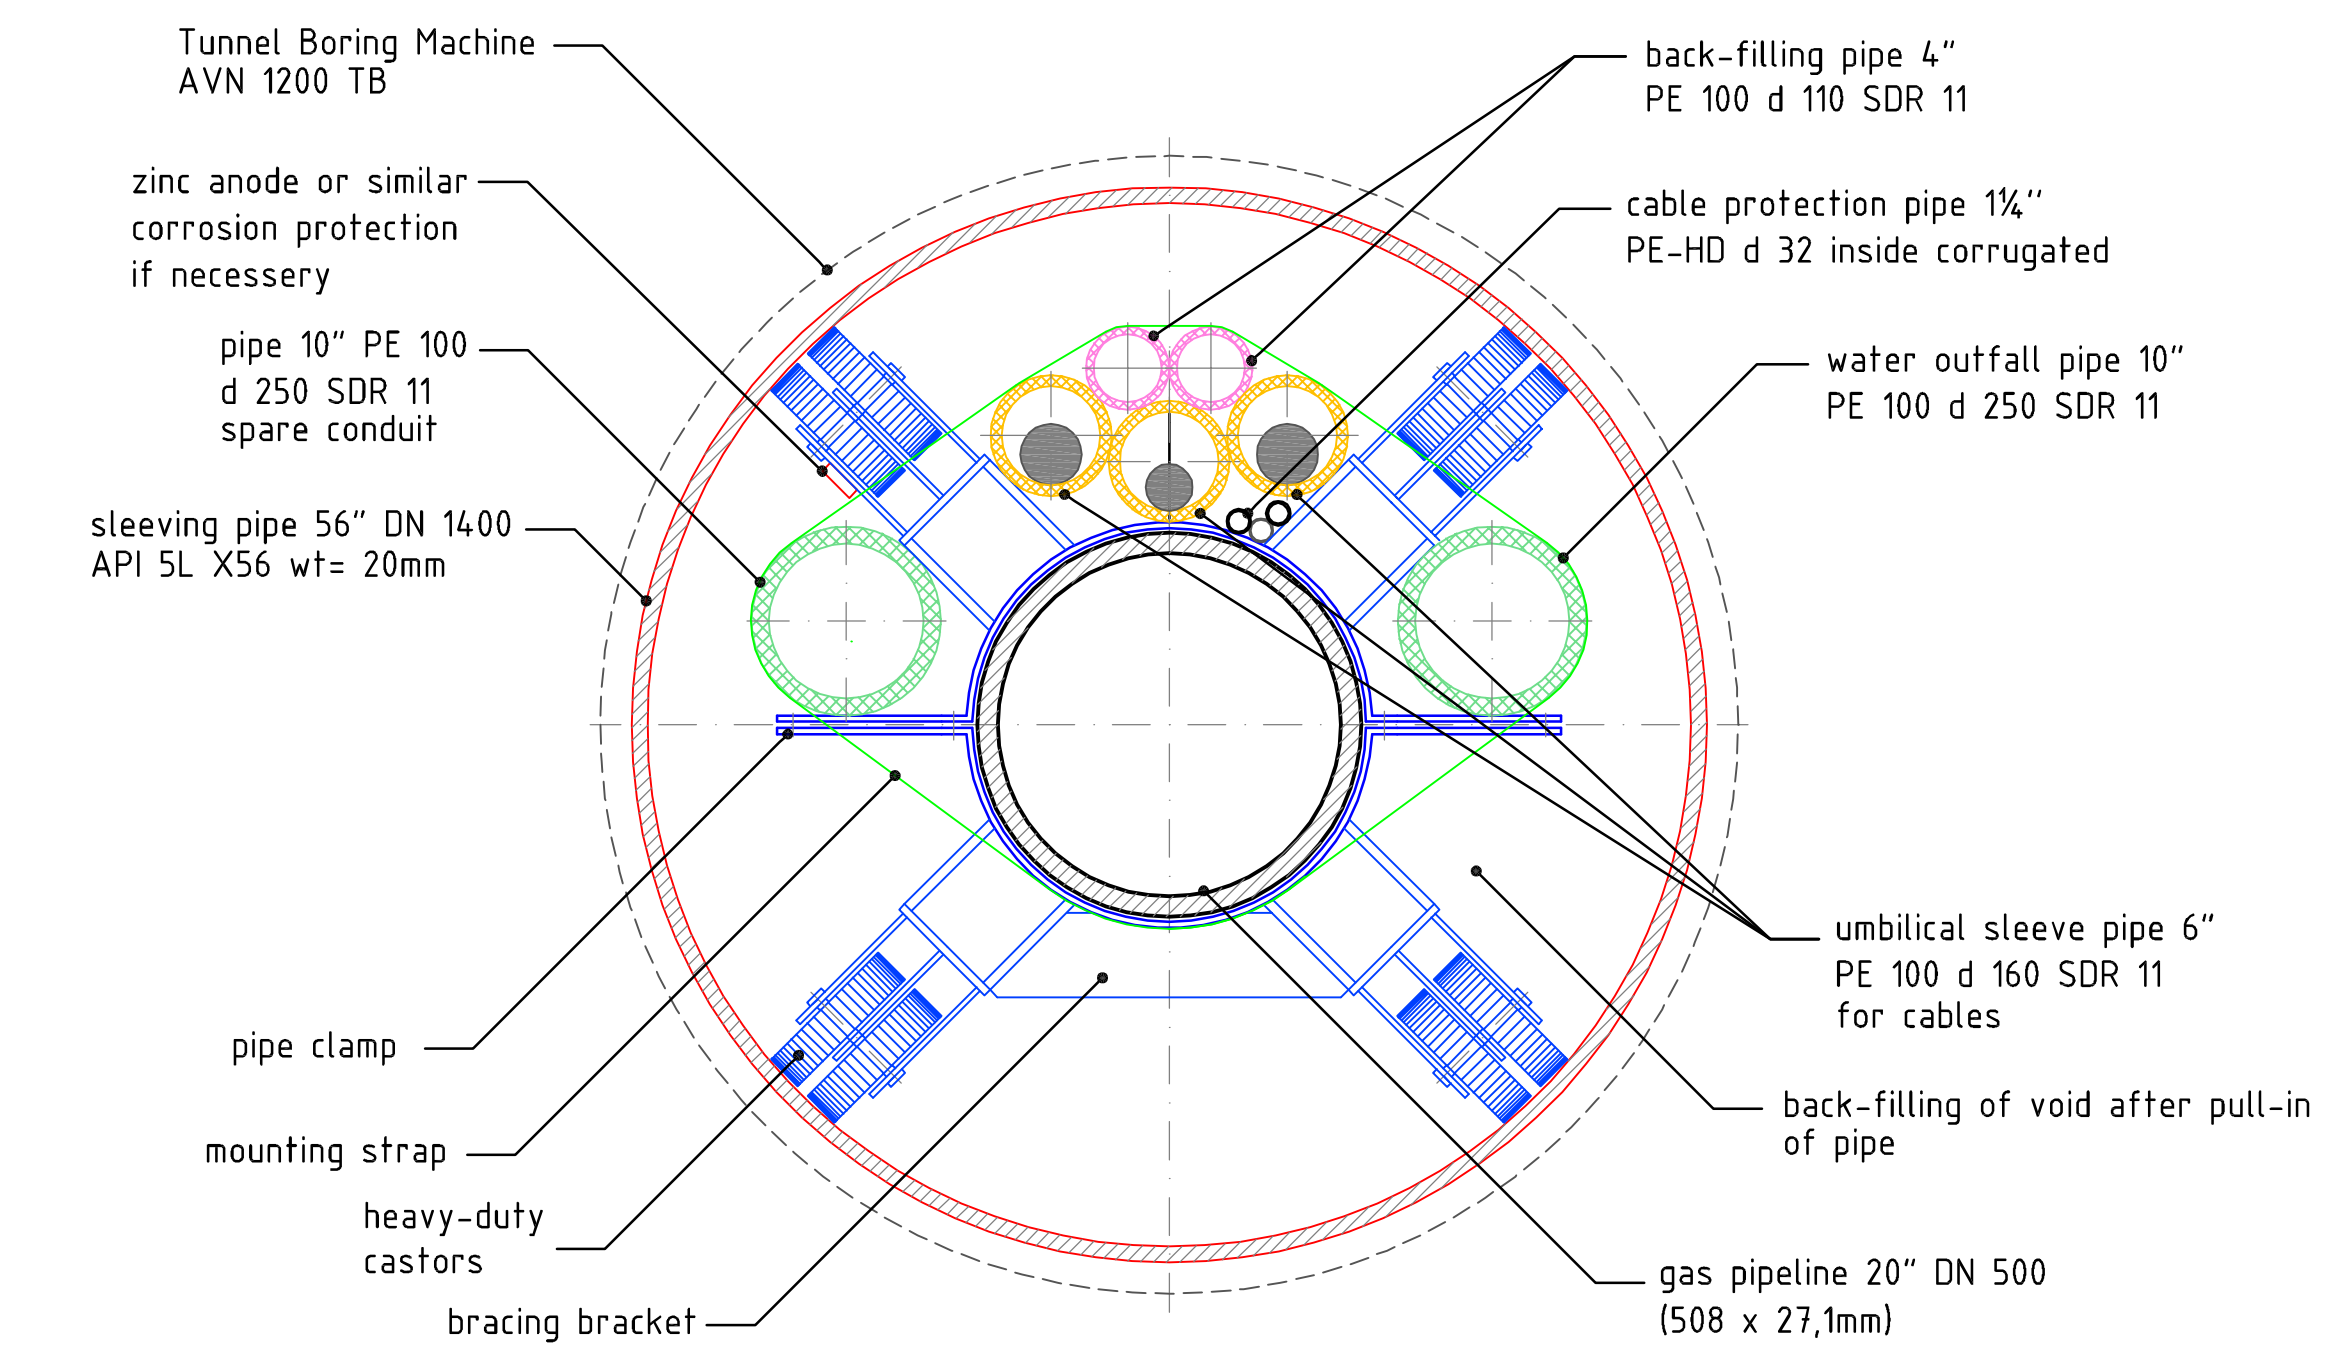 Tunnel Boring Machine
AVN 1200 TB
zinc anode or similar
corrosion protection
if necessery
pipe 10" PE 100
d 250 SDR 11
spare conduit
sleeving pipe 56" DN 1400
API 5L X56 wt= 20mm
pipe clamp
mounting strap
heavy-duty
castors
bracing bracket
back-filling pipe 4"
PE 100 d 110 SDR 11
cable protection pipe 1¼''
PE-HD d 32 inside corrugated
water outfall pipe 10"
PE 100 d 250 SDR 11
umbilical sleeve pipe 6"
PE 100 d 160 SDR 11
for cables
back-filling of void after pull-in
of pipe
gas pipeline 20" DN 500
(508 x 27,1mm)